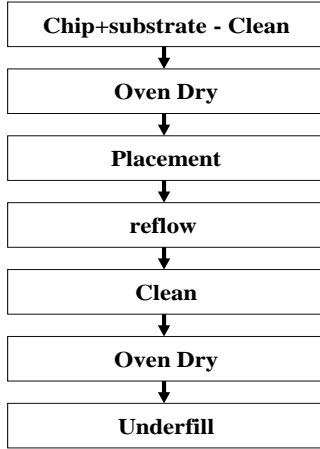 Chip+substrate - Clean
Oven Dry
Placement
reflow
Clean
Oven Dry
Underfill